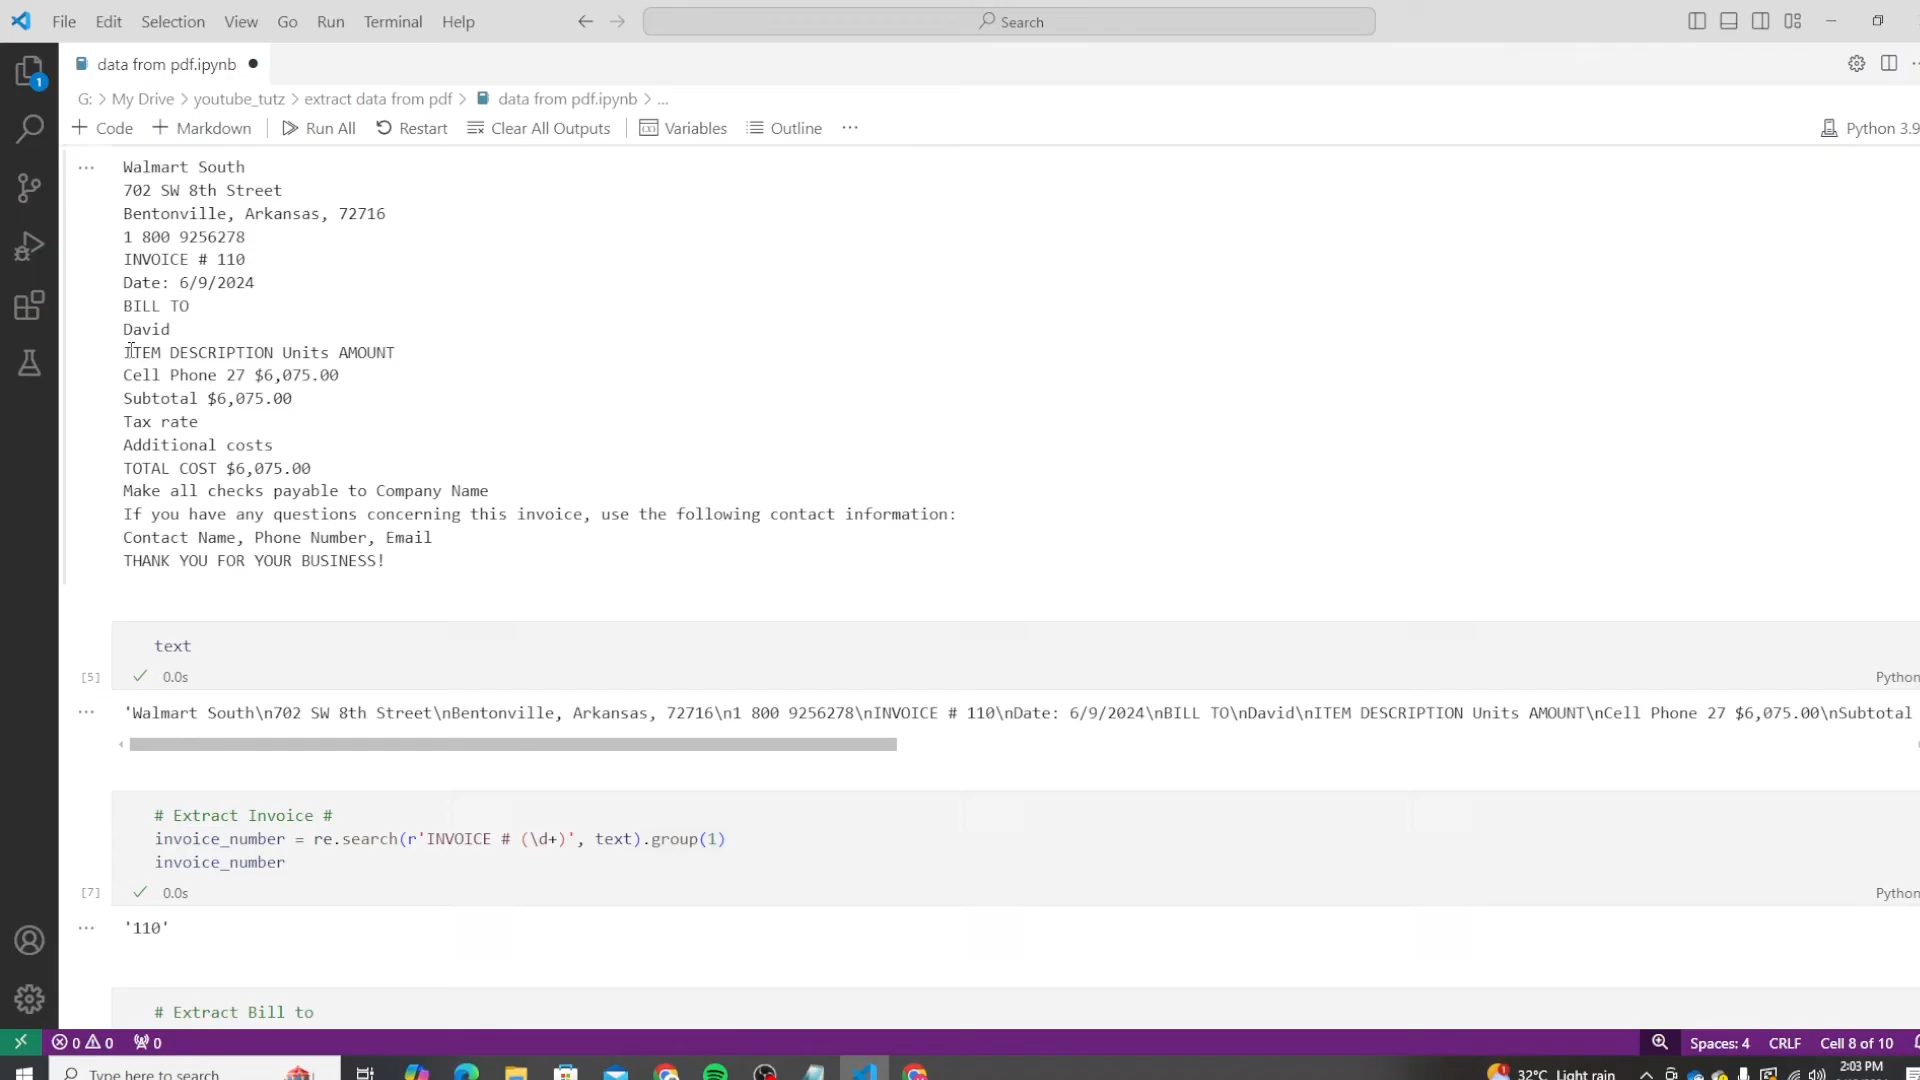 File Edit Selection View Go Run Terminal Help Search
data from pdf.ipynb
1
G: > My Drive > youtube_tutz > extract data from pdf > data from pdf.ipynb > ...
+ Code + Markdown Run All Restart Clear All Outputs Variables Outline ... Python 3.9
... Walmart South
702 SW 8th Street
Bentonville, Arkansas, 72716
1 800 9256278
INVOICE # 110
Date: 6/9/2024
BILL TO
David
ITEM DESCRIPTION Units AMOUNT
Cell Phone 27 $6,075.00
Subtotal $6,075.00
Tax rate
Additional costs
TOTAL COST $6,075.00
Make all checks payable to Company Name
If you have any questions concerning this invoice, use the following contact information:
Contact Name, Phone Number, Email
THANK YOU FOR YOUR BUSINESS!
text
[5] 0.0s Python
... 'Walmart South\n702 SW 8th Street\nBentonville, Arkansas, 72716\n1 800 9256278\nINVOICE # 110\nDate: 6/9/2024\nBILL TO\nDavid\nITEM DESCRIPTION Units AMOUNT\nCell Phone 27 $6,075.00\nSubtotal
# Extract Invoice #
invoice_number = re.search(r'INVOICE # (\d+)', text).group(1)
invoice_number
[7] 0.0s Python
... '110'
# Extract Bill to
0 0 0 Spaces: 4 CRLF Cell 8 of 10
Type here to search 1 32°C Light rain 2:03 PM